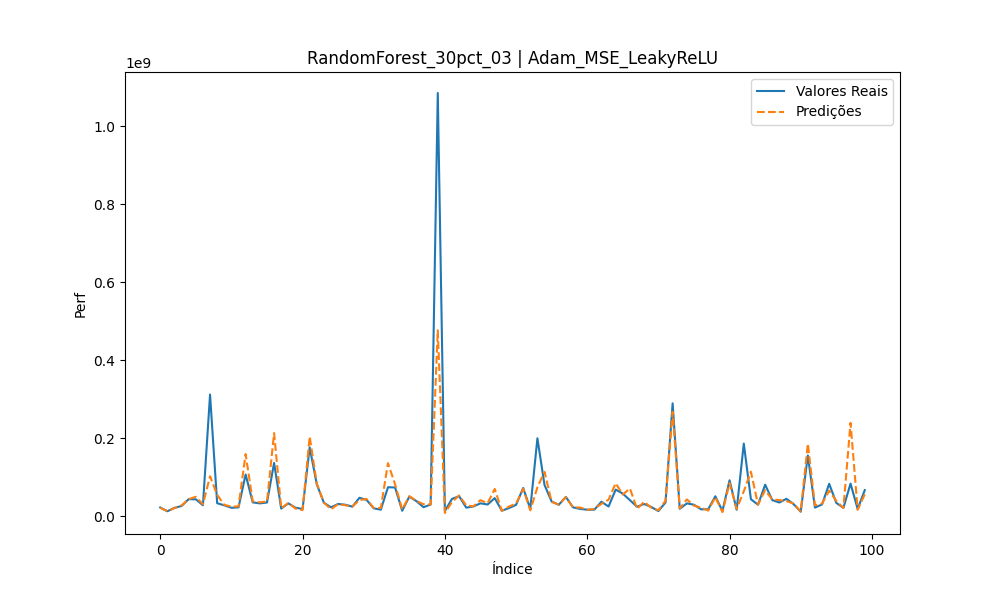 RandomForest_30pct_03 | Adam_MSE_LeakyReLU
1e9
Valores Reais
Predições
1.0
0.8
0.6
0.4
0.2
0.0
Perf
0
20
40
60
80
100
Índice